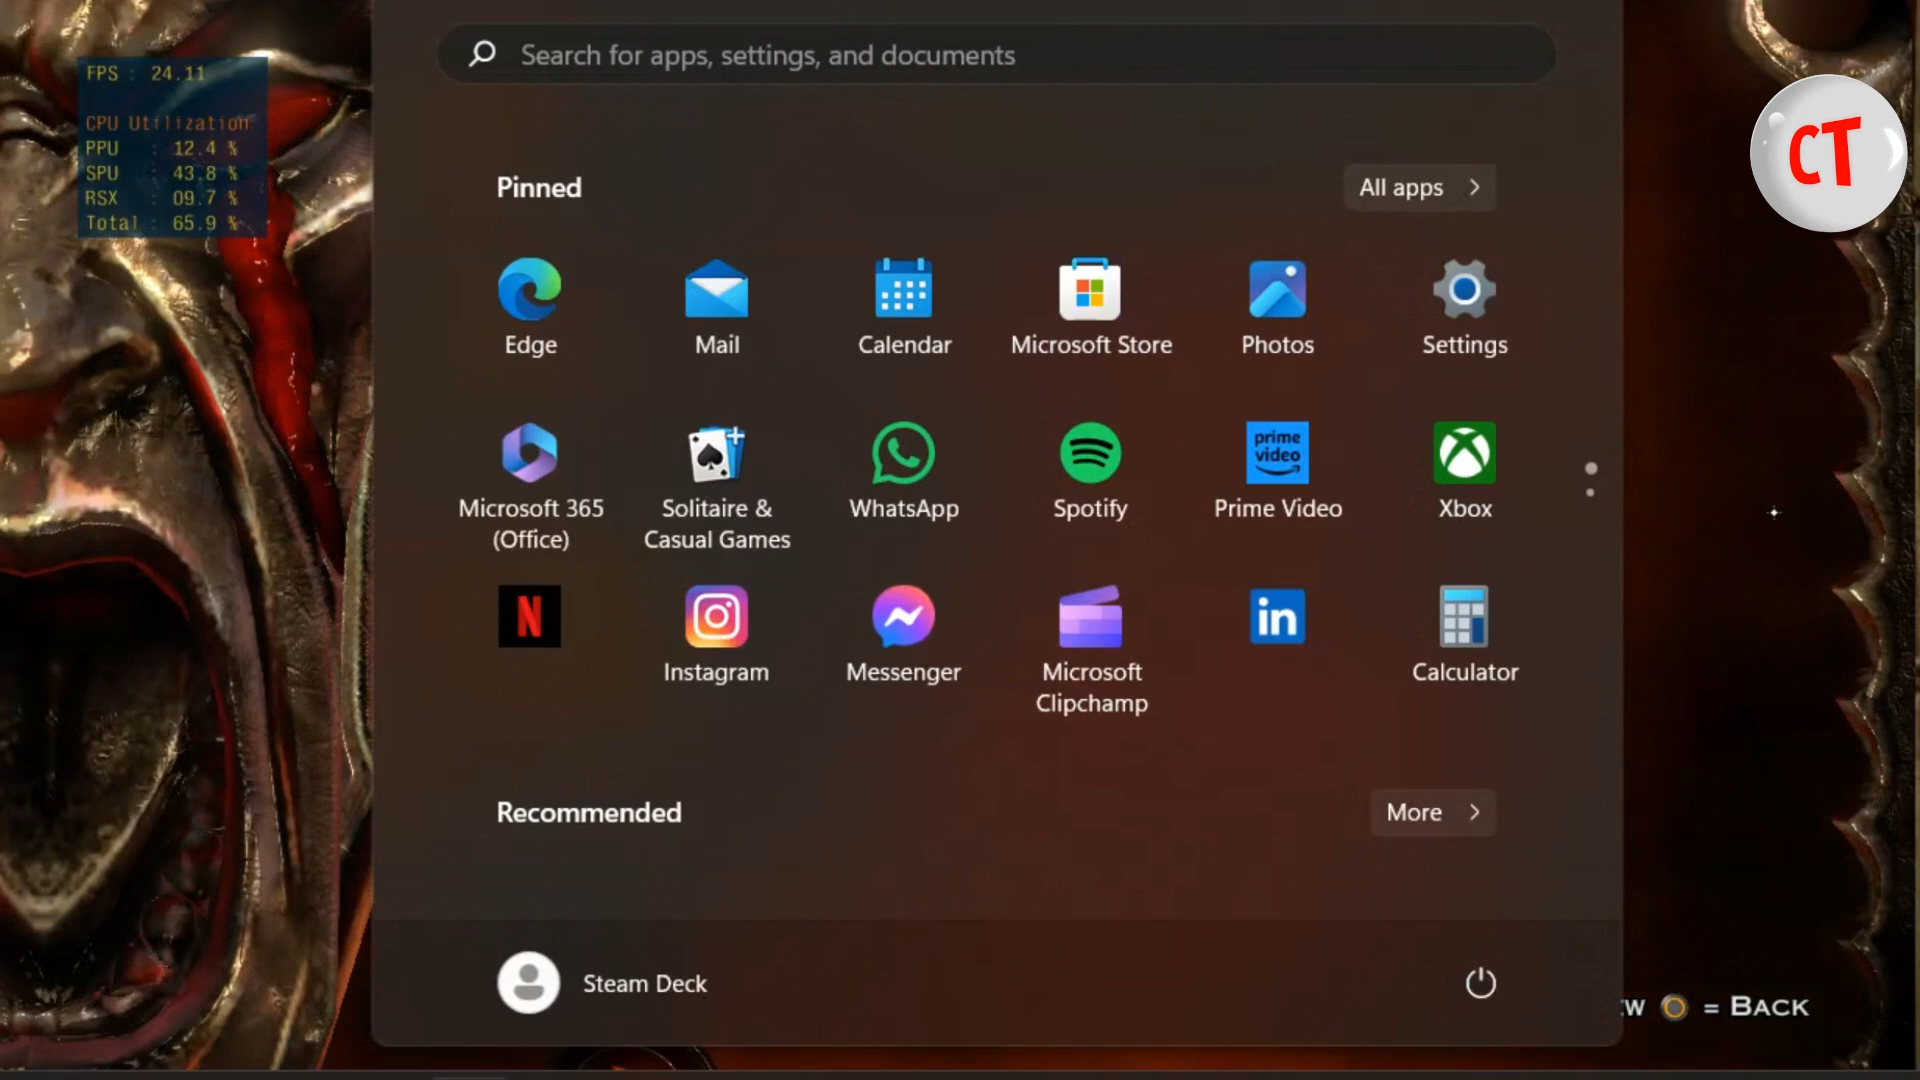 Search for apps, settings, and documents
FPS : 24.11
CPU Utilization
PPU : 12.4 %
SPU : 43.8 %
RSX : 09.7 %
Total : 65.9 %
CT
Pinned
All apps
Edge
Mail
Calendar
Microsoft Store
Photos
Settings
prime
video
Microsoft 365
(Office)
Solitaire &
Casual Games
WhatsApp
Spotify
Prime Video
Xbox
N
in
Instagram
Messenger
Microsoft
Clipchamp
Calculator
Recommended
More
Steam Deck
= BACK